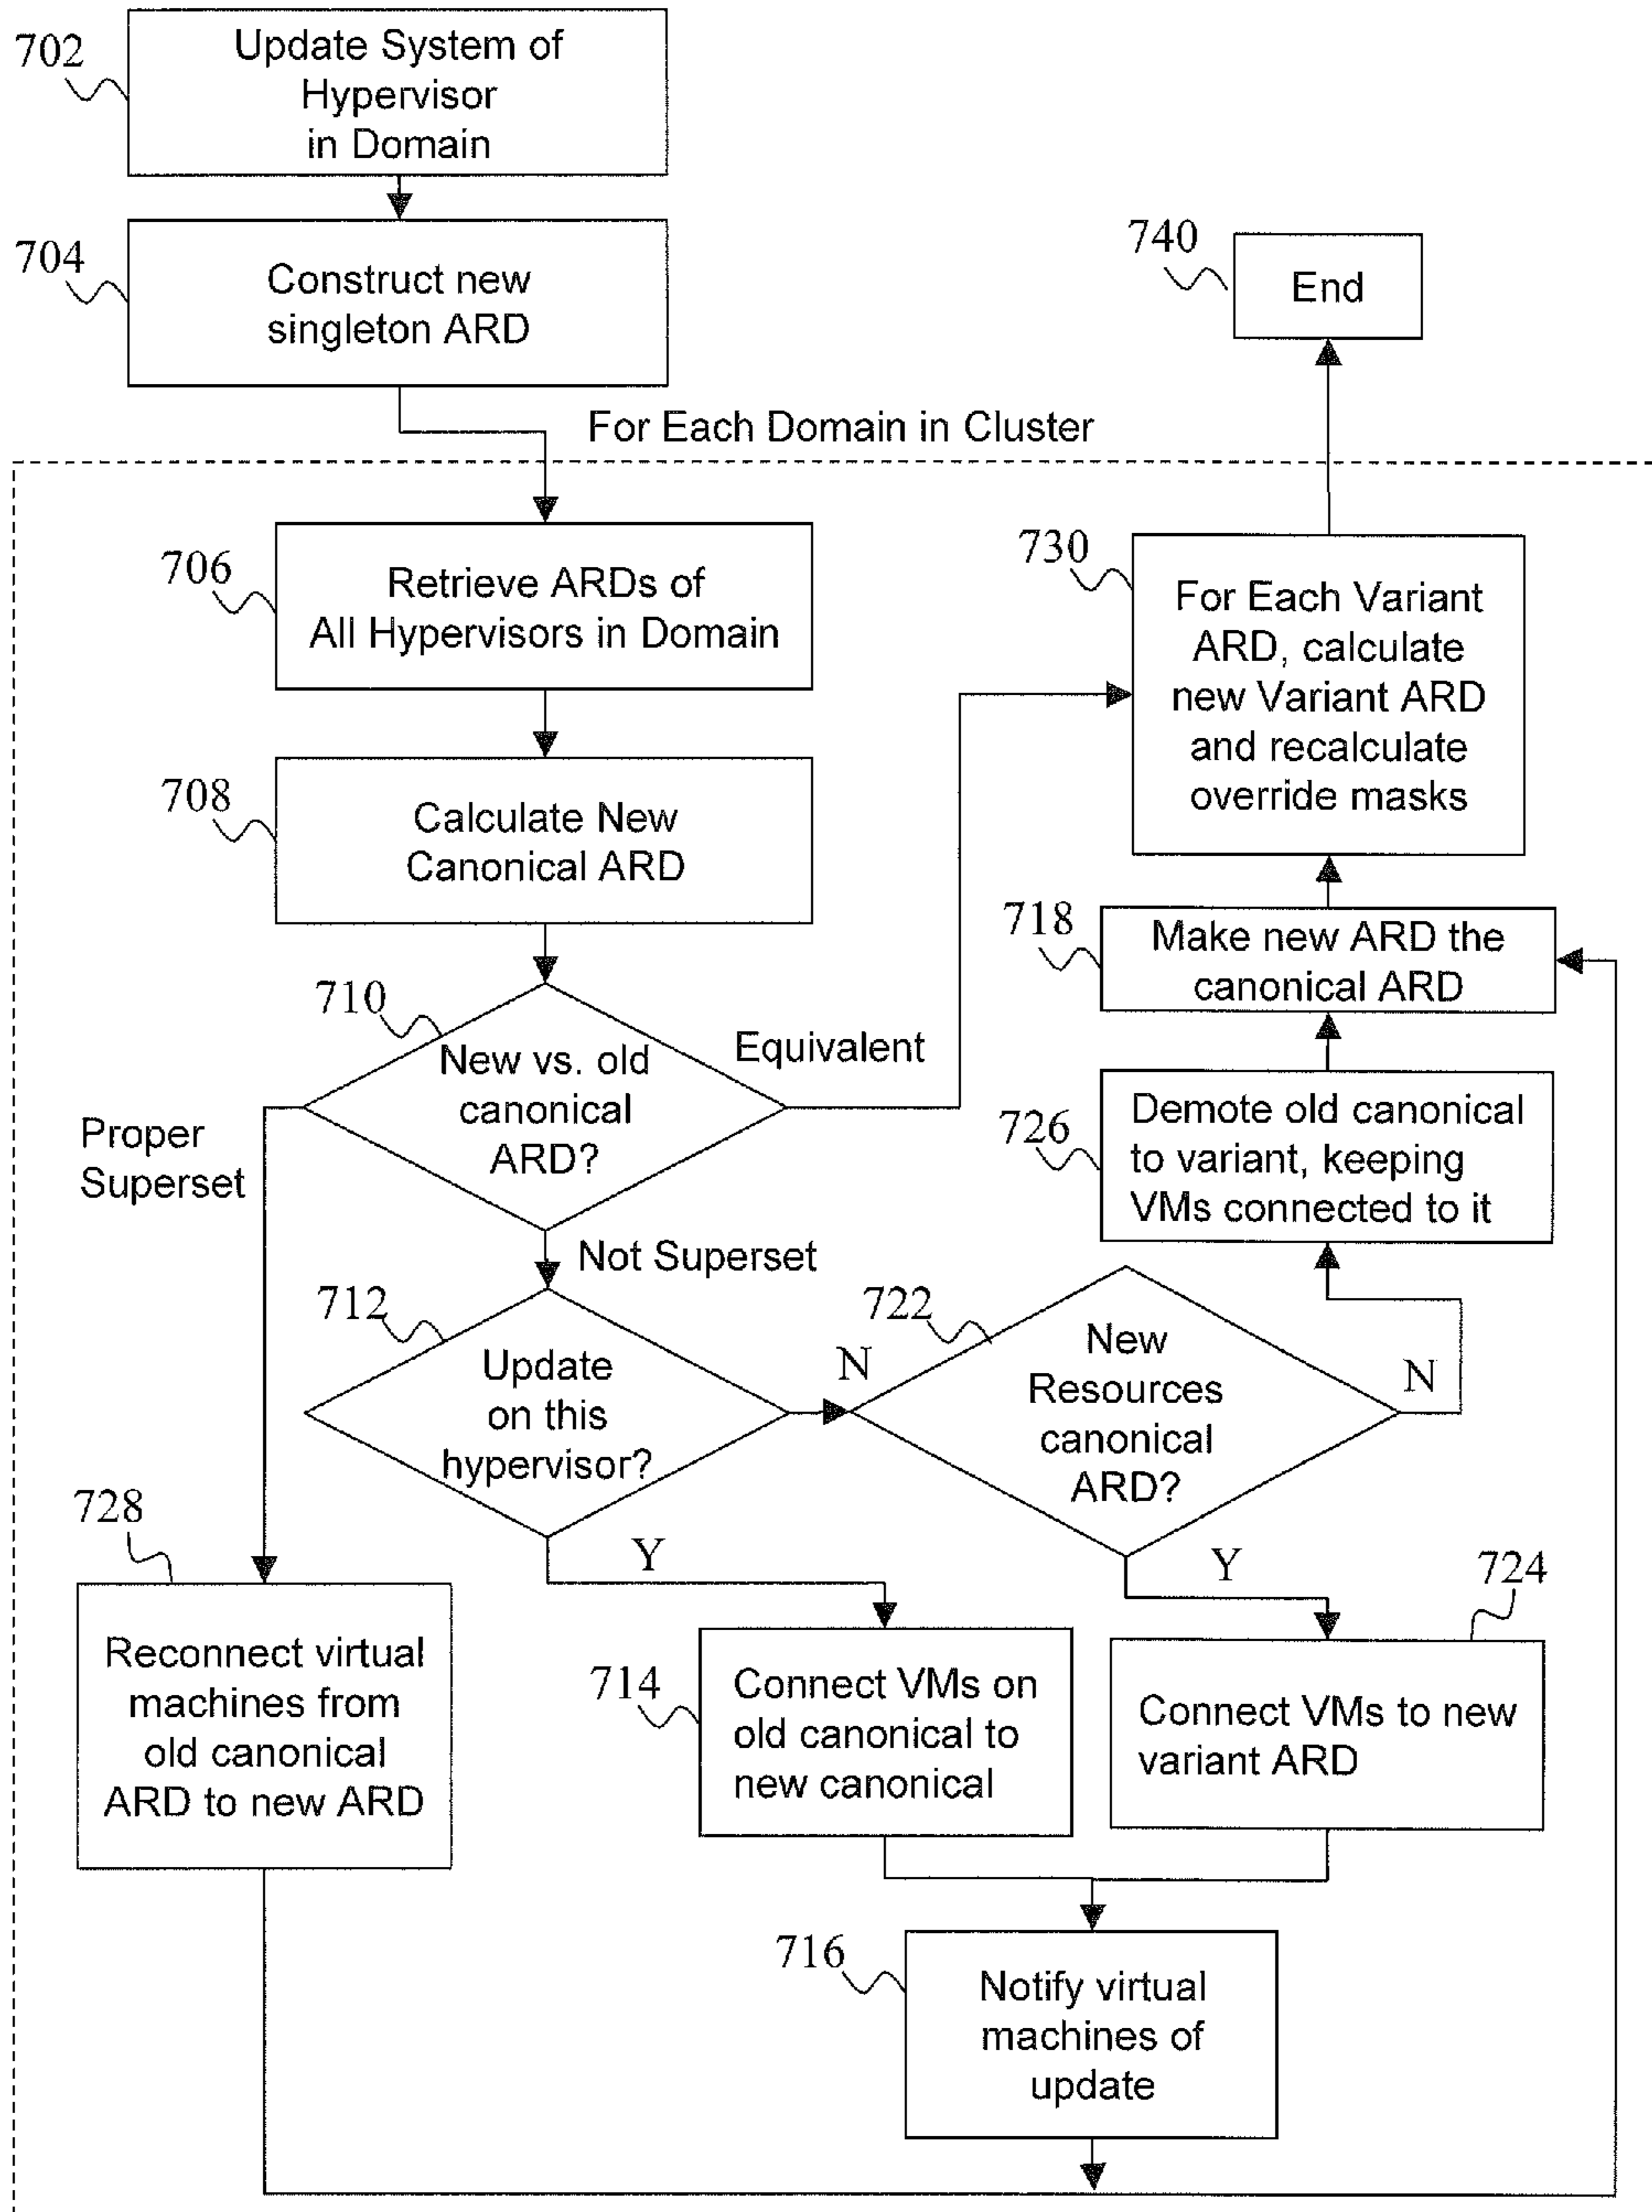 702
Update System of
Hypervisor
in Domain
704
Construct new
singleton ARD
740
End
For Each Domain in Cluster
706
Retrieve ARDs of
All Hypervisors in Domain
730
For Each Variant
ARD, calculate
new Variant ARD
and recalculate
override masks
708
Calculate New
Canonical ARD
718
Make new ARD the
canonical ARD
710
New vs. old
canonical
ARD?
Equivalent
Proper
Superset
Not Superset
726
Demote old canonical
to variant, keeping
VMs connected to it
712
Update
on this
hypervisor?
N
Y
722
New
Resources
canonical
ARD?
N
Y
728
Reconnect virtual
machines from
old canonical
ARD to new ARD
714
Connect VMs on
old canonical to
new canonical
724
Connect VMs to new
variant ARD
716
Notify virtual
machines of
update